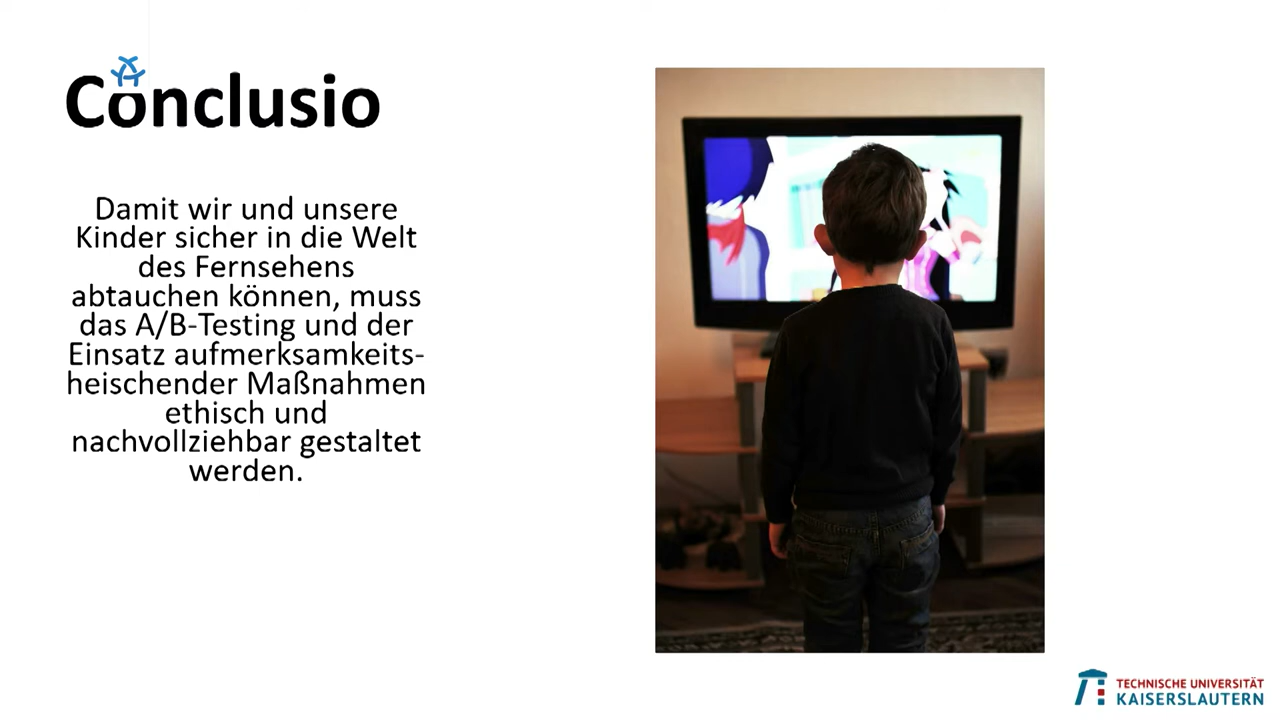 Conclusio
Damit wir und unsere
Kinder sicher in die Welt
des Fernsehens
abtauchen können, muss
das A/B-Testing und der
Einsatz aufmerksamkeits-
heischender Maßnahmen
ethisch und
nachvollziehbar gestaltet
werden.
TECHNISCHE UNIVERSITÄT
KAISERSLAUTERN